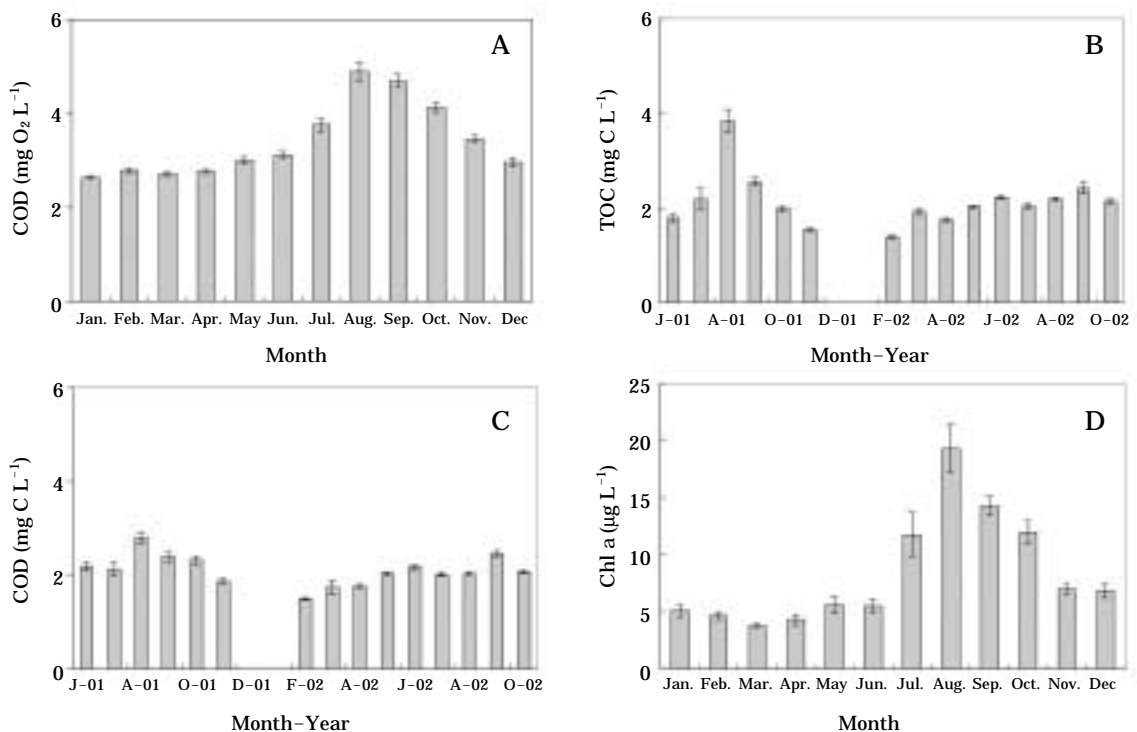 A
COD (mg O₂ L⁻¹)
6
4
2
0
Jan. Feb. Mar. Apr. May Jun. Jul. Aug. Sep. Oct. Nov. Dec
Month
B
TOC (mg C L⁻¹)
6
4
2
0
J-01 A-01 O-01 D-01 F-02 A-02 J-02 A-02 O-02
Month-Year
C
COD (mg C L⁻¹)
6
4
2
0
J-01 A-01 O-01 D-01 F-02 A-02 J-02 A-02 O-02
Month-Year
D
Chl a (μg L⁻¹)
25
20
15
10
5
0
Jan. Feb. Mar. Apr. May Jun. Jul. Aug. Sep. Oct. Nov. Dec
Month